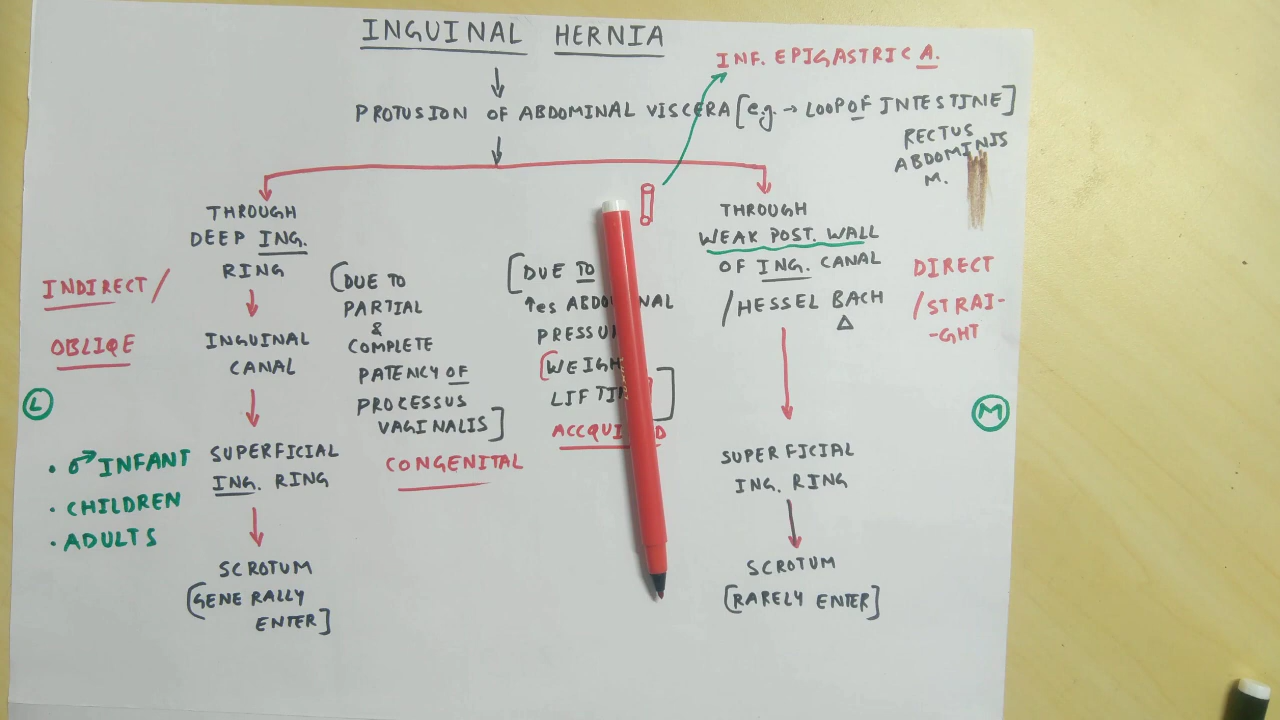 INGUINAL HERNIA
INF. EPIGASTRIC A.
PROTUSION OF ABDOMINAL VISCERA [e.g. → LOOP OF INTESTINE]
RECTUS
ABDOMINIS
M.
THROUGH
DEEP ING.
RING
↓
INGUINAL
CANAL
↓
SUPERFICIAL
ING. RING
↓
SCROTUM
[GENERALLY
ENTER]
INDIRECT/
OBLIQE
L
• ♂ INFANT
• CHILDREN
• ADULTS
[DUE TO
PARTIAL
&
COMPLETE
PATENCY OF
PROCESSUS
VAGINALIS]
CONGENITAL
[DUE TO
↑es
PRESSU
[WEIGH
LIFTI
]
THROUGH
WEAK POST. WALL
OF ING. CANAL
/HESSEL BACH
△
↓
SUPERFICIAL
ING. RING
↓
SCROTUM
[RARELY ENTER]
DIRECT
/STRAI-
-GHT
M